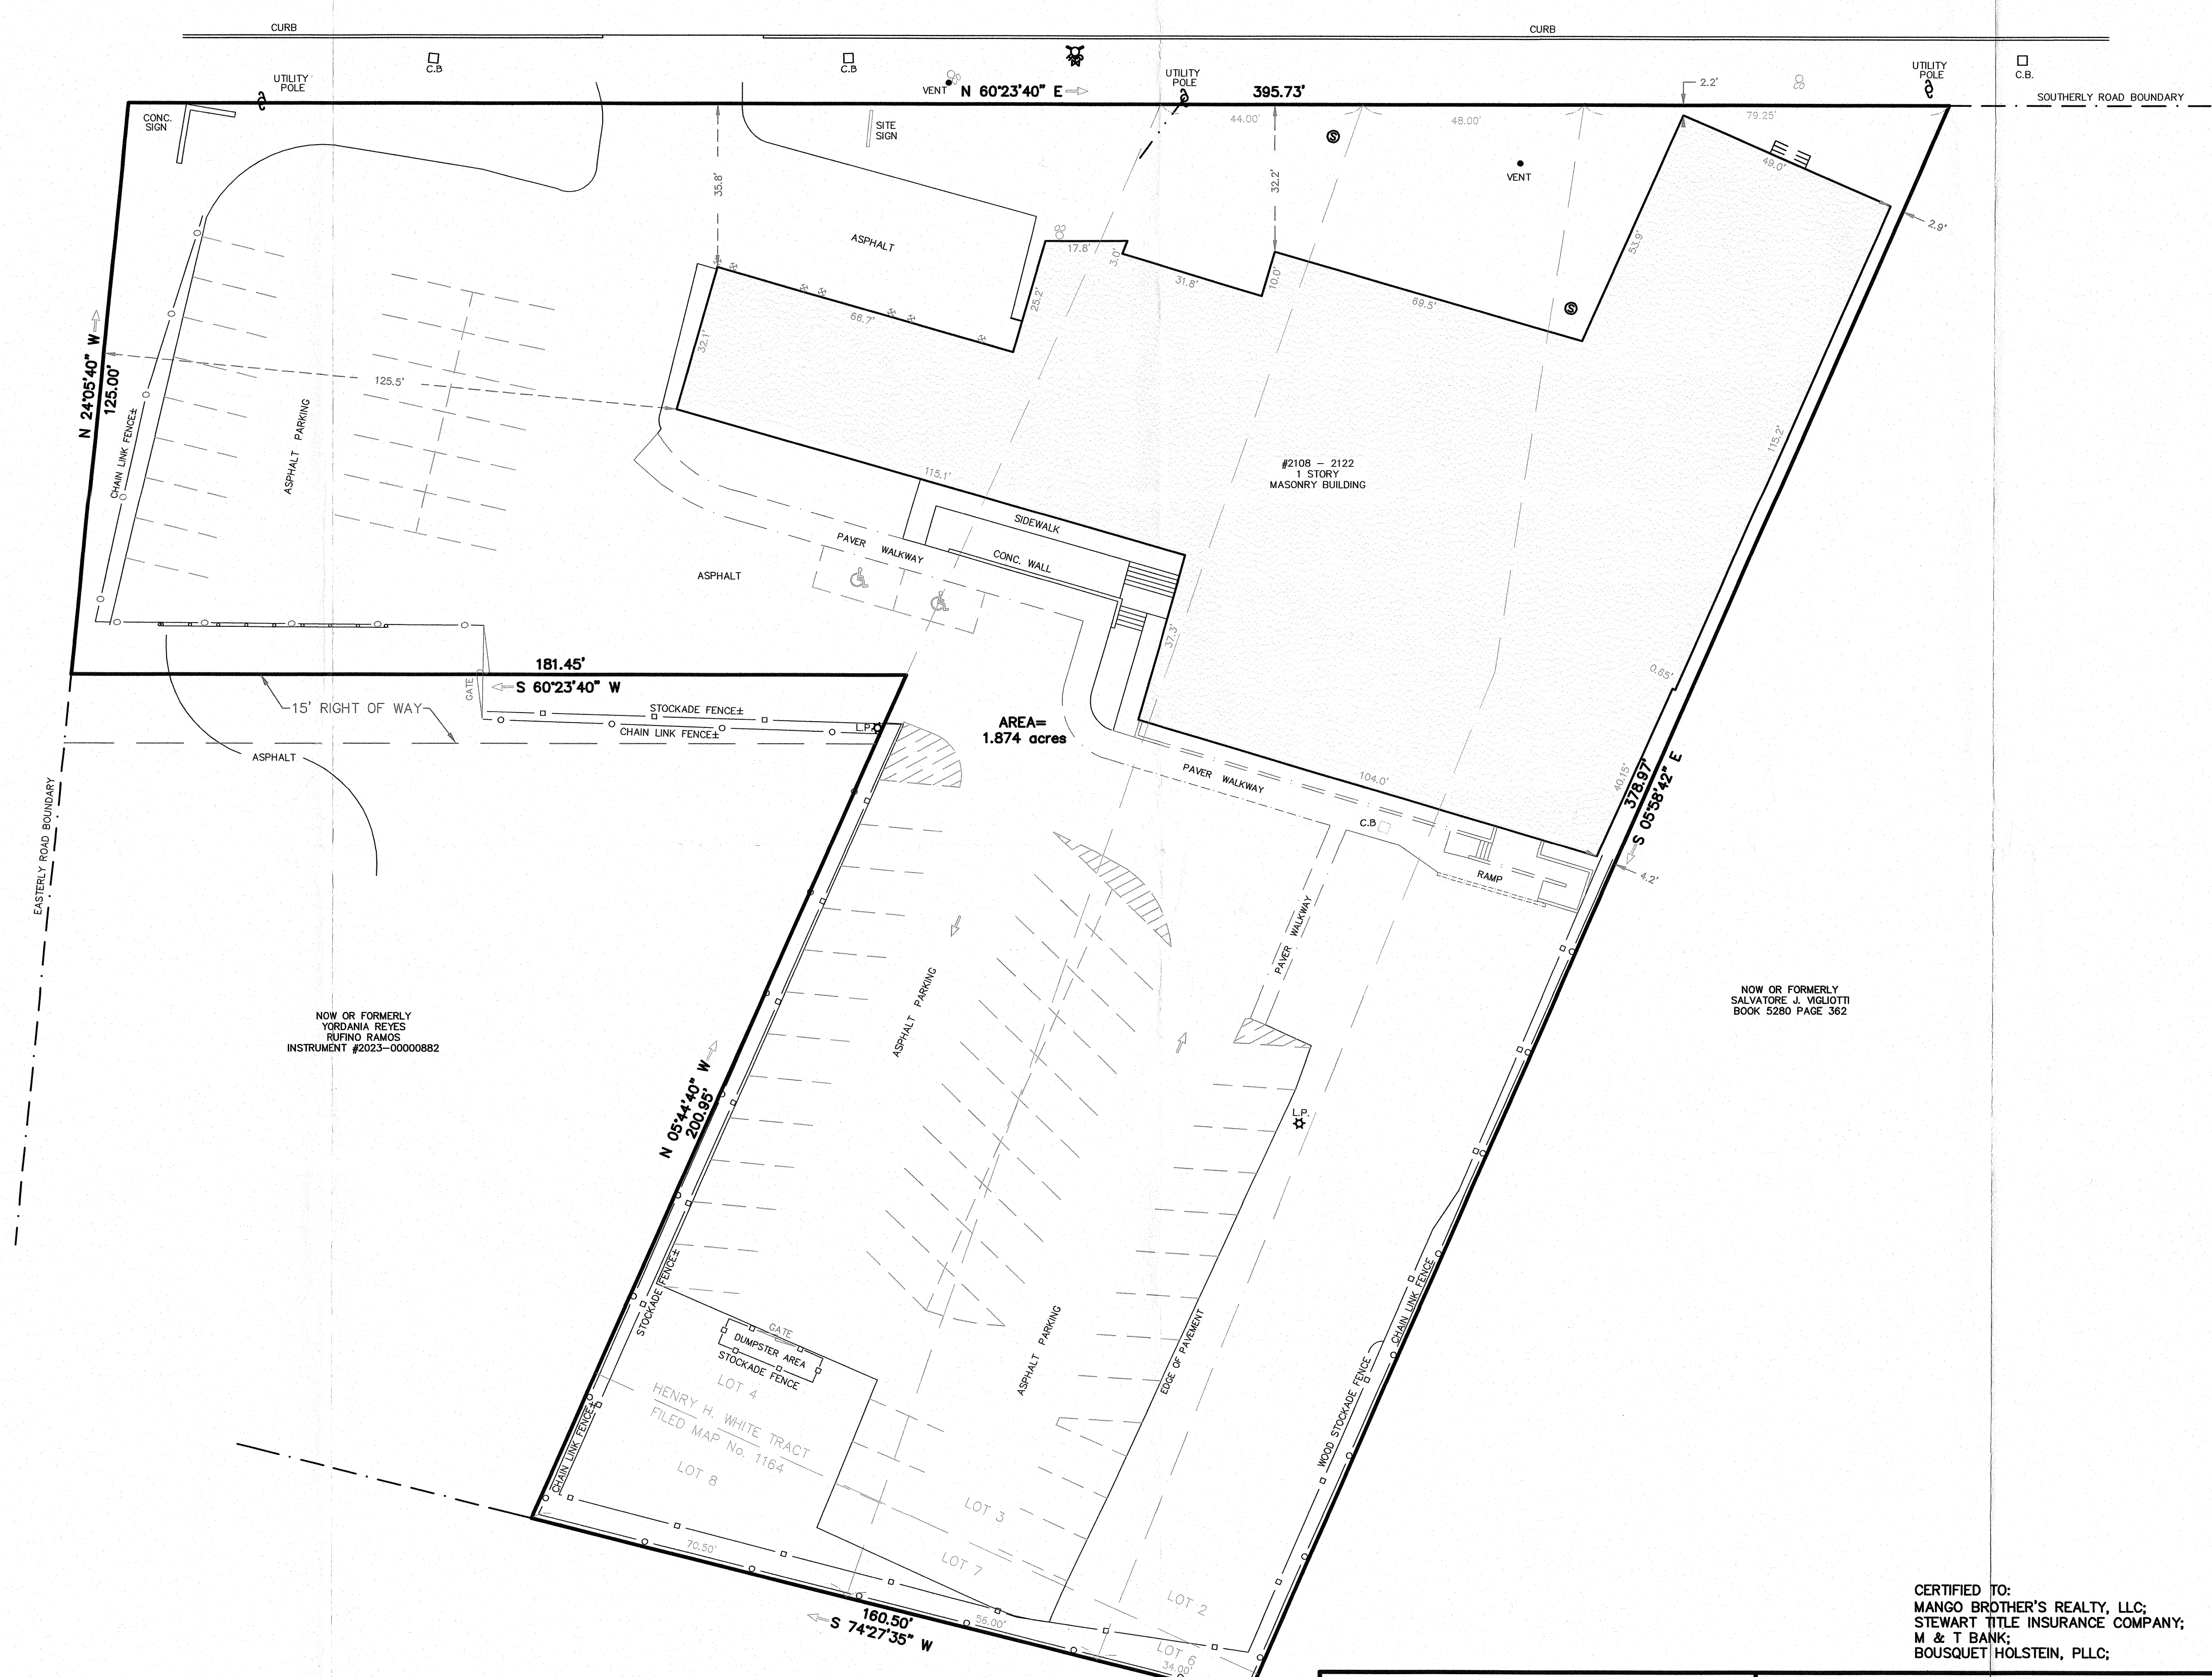 CURB
CURB
C.B
C.B
C.B.
UTILITY
POLE
UTILITY
POLE
UTILITY
POLE
VENT
N 60°23'40" E
395.73'
2.2'
SOUTHERLY ROAD BOUNDARY
CONC.
SIGN
SITE
SIGN
44.00'
48.00'
79.25'
VENT
49.0'
35.8'
32.2'
2.9'
ASPHALT
17.8'
3.0'
31.8'
10.0'
69.5'
53.9'
25.2'
66.7'
32.1'
N 24°05'40" W
125.00'
125.5'
CHAIN LINK FENCE±
ASPHALT PARKING
115.1'
115.2'
#2108 - 2122
1 STORY
MASONRY BUILDING
SIDEWALK
PAVER WALKWAY
CONC. WALL
ASPHALT
37.3'
0.65'
181.45'
S 60°23'40" W
GATE
15' RIGHT OF WAY
STOCKADE FENCE±
CHAIN LINK FENCE±
L.P.
AREA=
1.874 acres
ASPHALT
EASTERLY ROAD BOUNDARY
PAVER WALKWAY
104.0'
40.15'
378.97'
S 05°58'42" E
C.B
RAMP
4.2'
PAVER WALKWAY
ASPHALT PARKING
NOW OR FORMERLY
YORDANIA REYES
RUFINO RAMOS
INSTRUMENT #2023-00000882
NOW OR FORMERLY
SALVATORE J. VIGLIOTTI
BOOK 5280 PAGE 362
N 05°44'40" W
200.95'
L.P.
STOCKADE FENCE±
CHAIN LINK FENCE
EDGE OF PAVEMENT
ASPHALT PARKING
GATE
DUMPSTER AREA
STOCKADE FENCE
WOOD STOCKADE FENCE
LOT 4
HENRY H. WHITE TRACT
FILED MAP No. 1164
LOT 8
CHAIN LINK FENCE±
LOT 3
LOT 7
LOT 2
LOT 6
70.50'
56.00'
34.00'
160.50'
S 74°27'35" W
CERTIFIED TO:
MANGO BROTHER'S REALTY, LLC;
STEWART TITLE INSURANCE COMPANY;
M & T BANK;
BOUSQUET HOLSTEIN, PLLC;